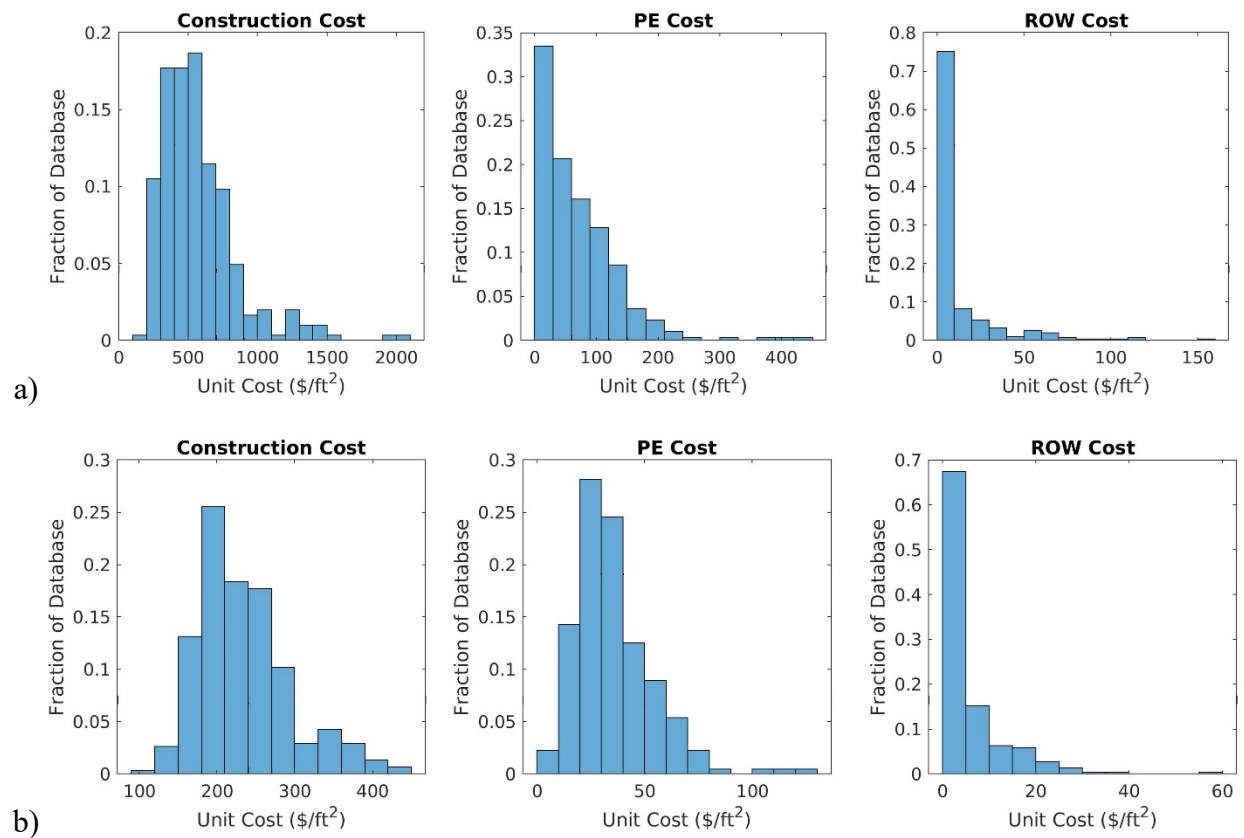 Construction Cost
0.2
0.15
0.1
0.05
0
Fraction of Database
0 500 1000 1500 2000
Unit Cost ($/ft²)
PE Cost
0.35
0.3
0.25
0.2
0.15
0.1
0.05
0
Fraction of Database
0 100 200 300 400
Unit Cost ($/ft²)
ROW Cost
0.8
0.7
0.6
0.5
0.4
0.3
0.2
0.1
0
Fraction of Database
0 50 100 150
Unit Cost ($/ft²)
a)
Construction Cost
0.3
0.25
0.2
0.15
0.1
0.05
0
Fraction of Database
100 200 300 400
Unit Cost ($/ft²)
PE Cost
0.3
0.25
0.2
0.15
0.1
0.05
0
Fraction of Database
0 50 100
Unit Cost ($/ft²)
ROW Cost
0.7
0.6
0.5
0.4
0.3
0.2
0.1
0
Fraction of Database
0 20 40 60
Unit Cost ($/ft²)
b)